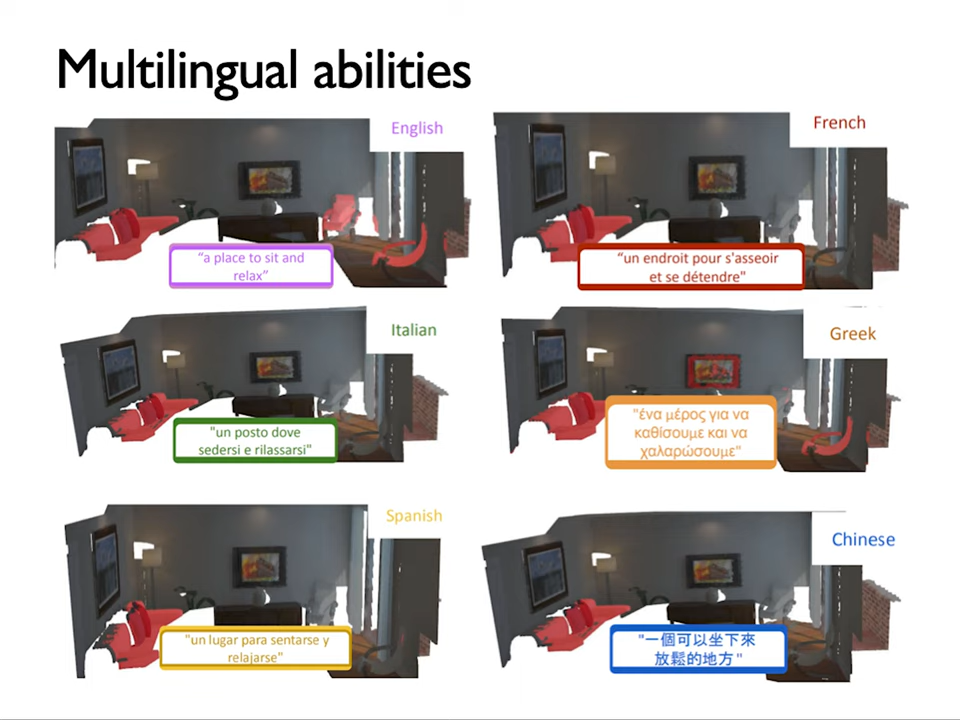 Multilingual abilities
English
“a place to sit and
relax”
French
“un endroit pour s'asseoir
et se détendre"
Italian
"un posto dove
sedersi e rilassarsi"
Greek
"ένα μέρος για να
καθίσουμε και να
χαλαρώσουμε"
Spanish
"un lugar para sentarse y
relajarse"
Chinese
"一個可以坐下來
放鬆的地方"